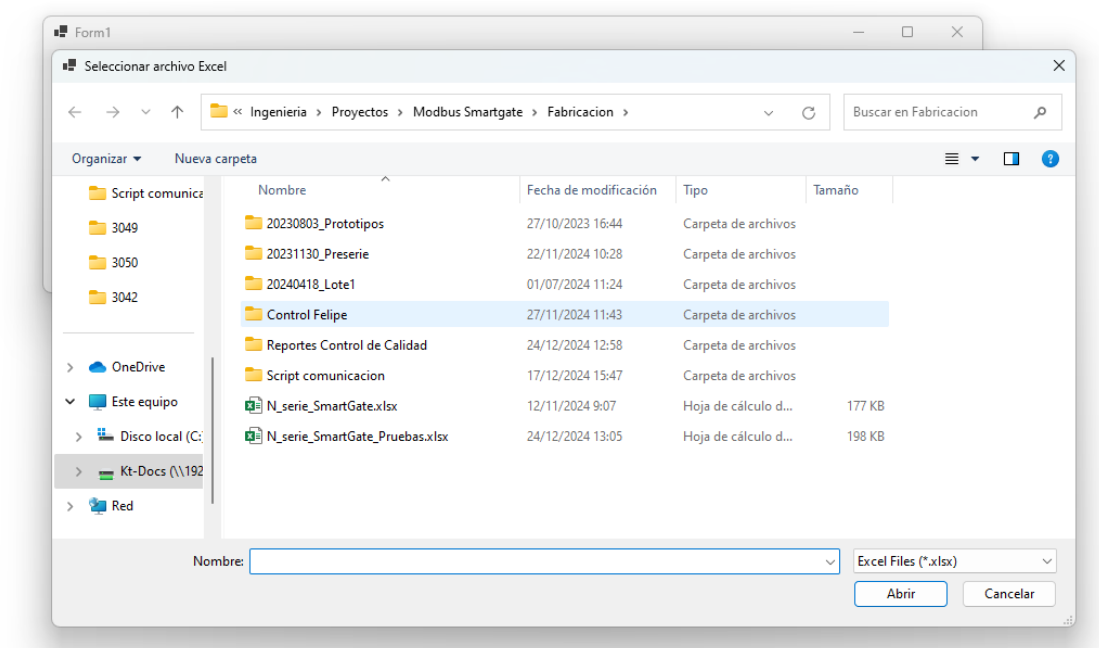 Form1
Seleccionar archivo Excel
« Ingenieria > Proyectos > Modbus Smartgate > Fabricacion >
Buscar en Fabricacion
Organizar
Nueva carpeta
Nombre
Fecha de modificación
Tipo
Tamaño
Script comunica
3049
3050
3042
OneDrive
Este equipo
Disco local (C:
Kt-Docs (\\192
Red
20230803_Prototipos 27/10/2023 16:44 Carpeta de archivos
20231130_Preserie 22/11/2024 10:28 Carpeta de archivos
20240418_Lote1 01/07/2024 11:24 Carpeta de archivos
Control Felipe 27/11/2024 11:43 Carpeta de archivos
Reportes Control de Calidad 24/12/2024 12:58 Carpeta de archivos
Script comunicacion 17/12/2024 15:47 Carpeta de archivos
N_serie_SmartGate.xlsx 12/11/2024 9:07 Hoja de cálculo d... 177 KB
N_serie_SmartGate_Pruebas.xlsx 24/12/2024 13:05 Hoja de cálculo d... 198 KB
Nombre:
Excel Files (*.xlsx)
Abrir
Cancelar